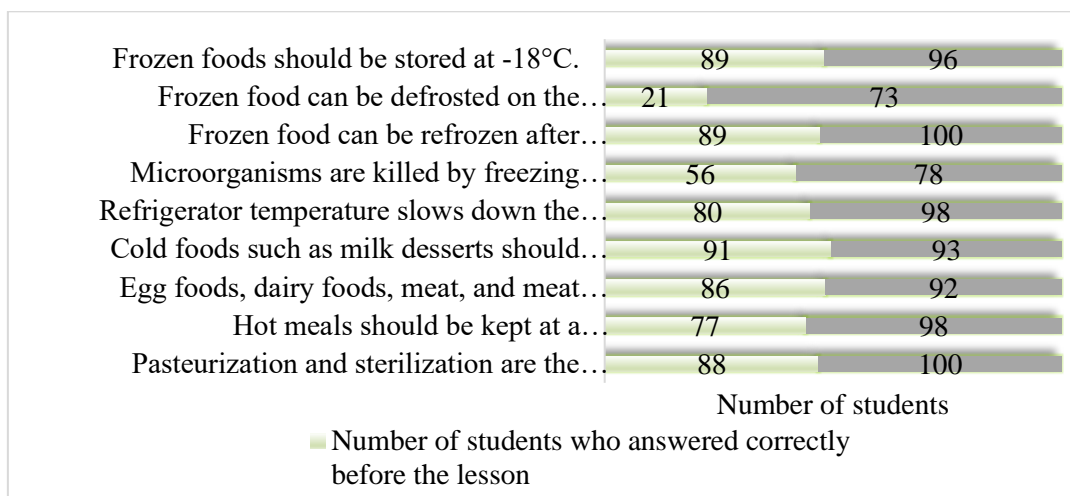 Frozen foods should be stored at -18°C. 89 96
Frozen food can be defrosted on the… 21 73
Frozen food can be refrozen after… 89 100
Microorganisms are killed by freezing… 56 78
Refrigerator temperature slows down the… 80 98
Cold foods such as milk desserts should… 91 93
Egg foods, dairy foods, meat, and meat… 86 92
Hot meals should be kept at a… 77 98
Pasteurization and sterilization are the… 88 100
Number of students
Number of students who answered correctly
before the lesson